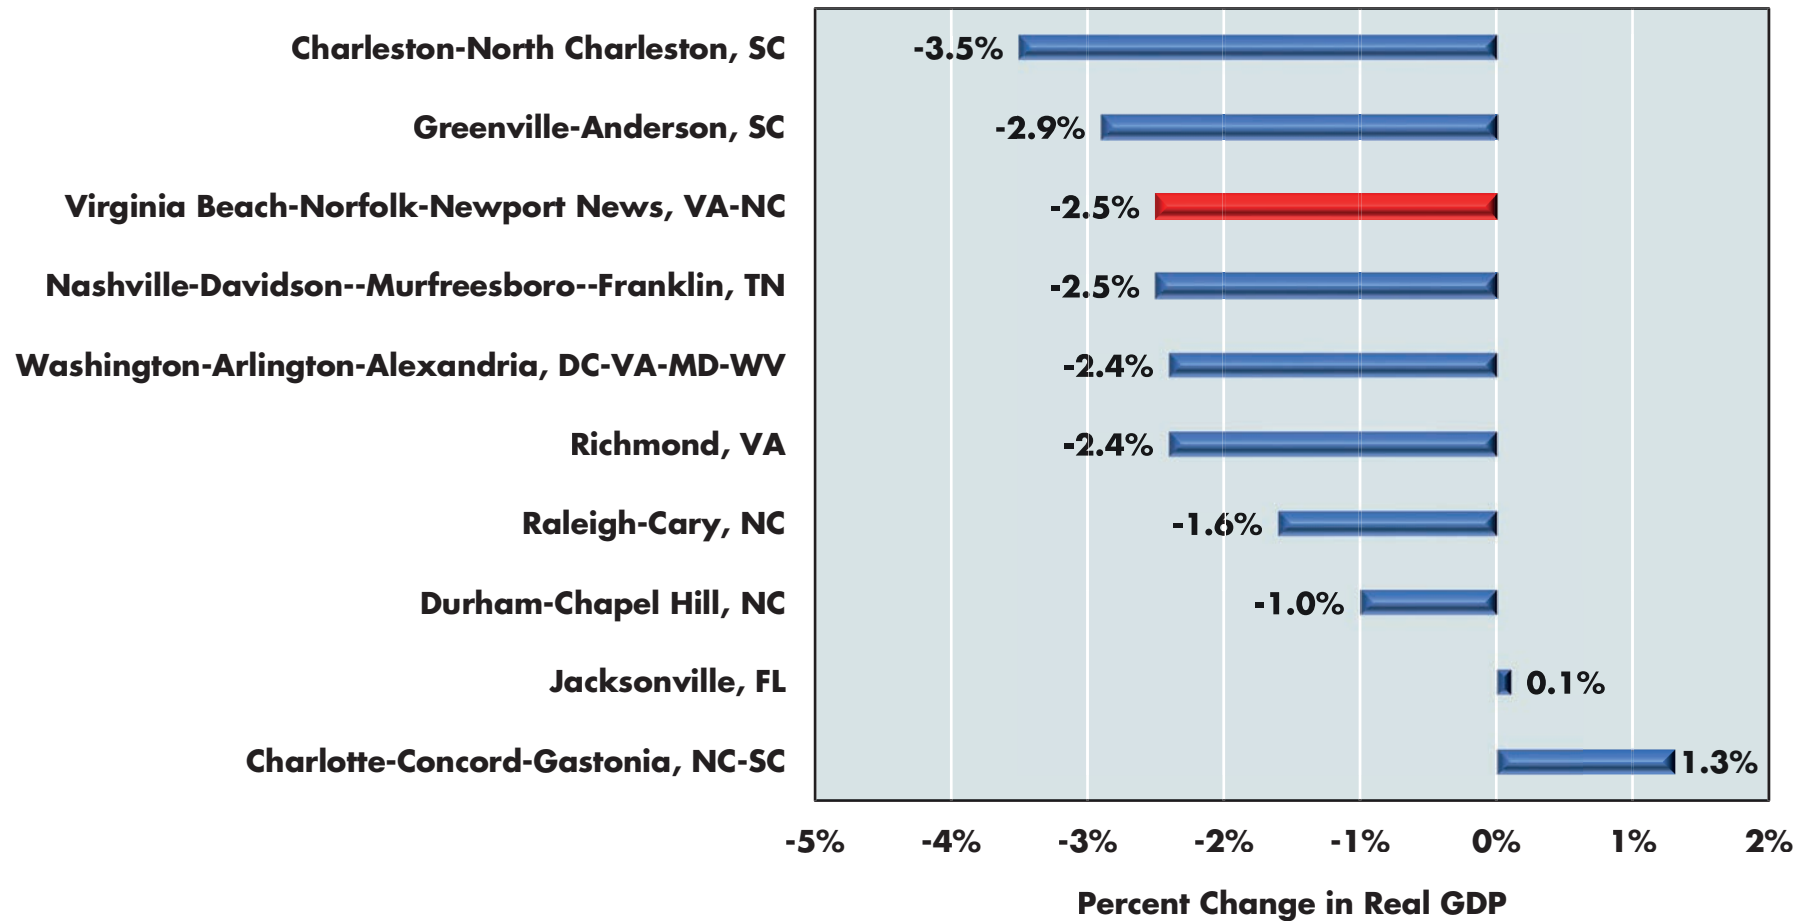 Charleston-North Charleston, SC -3.5%
Greenville-Anderson, SC -2.9%
Virginia Beach-Norfolk-Newport News, VA-NC -2.5%
Nashville-Davidson--Murfreesboro--Franklin, TN -2.5%
Washington-Arlington-Alexandria, DC-VA-MD-WV -2.4%
Richmond, VA -2.4%
Raleigh-Cary, NC -1.6%
Durham-Chapel Hill, NC -1.0%
Jacksonville, FL 0.1%
Charlotte-Concord-Gastonia, NC-SC 1.3%
-5% -4% -3% -2% -1% 0% 1% 2%
Percent Change in Real GDP